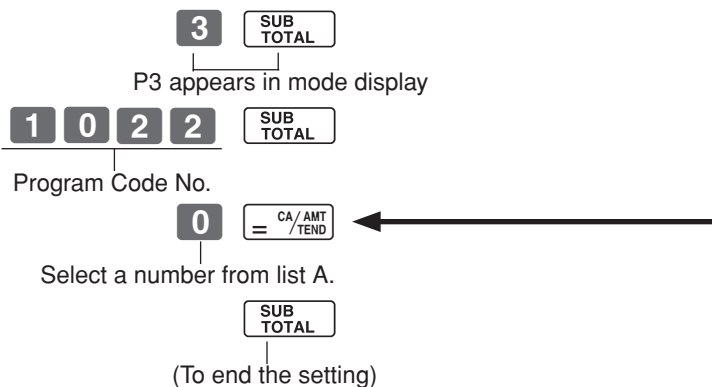 3 SUB TOTAL
P3 appears in mode display
1 0 2 2 SUB TOTAL
Program Code No.
0 = CA/AMT/TEND
Select a number from list A.
SUB TOTAL
(To end the setting)